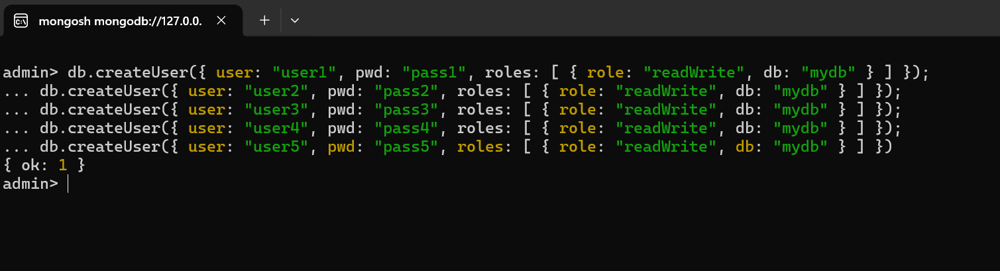 mongosh mongodb://127.0.0.
admin> db.createUser({ user: "user1", pwd: "pass1", roles: [ { role: "readWrite", db: "mydb" } ] });
... db.createUser({ user: "user2", pwd: "pass2", roles: [ { role: "readWrite", db: "mydb" } ] });
... db.createUser({ user: "user3", pwd: "pass3", roles: [ { role: "readWrite", db: "mydb" } ] });
... db.createUser({ user: "user4", pwd: "pass4", roles: [ { role: "readWrite", db: "mydb" } ] });
... db.createUser({ user: "user5", pwd: "pass5", roles: [ { role: "readWrite", db: "mydb" } ] })
{ ok: 1 }
admin>